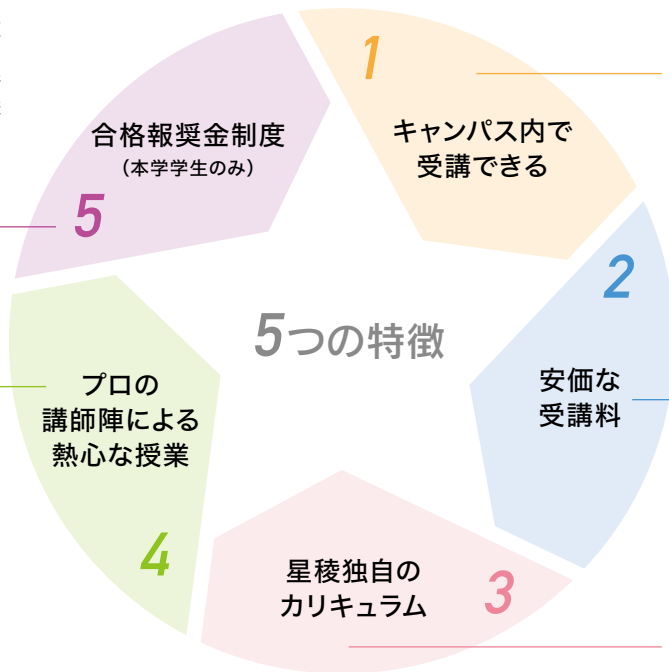 5つの特徴
1
キャンパス内で
受講できる
2
安価な
受講料
3
星稜独自の
カリキュラム
4
プロの
講師陣による
熱心な授業
5
合格報奨金制度
(本学学生のみ)